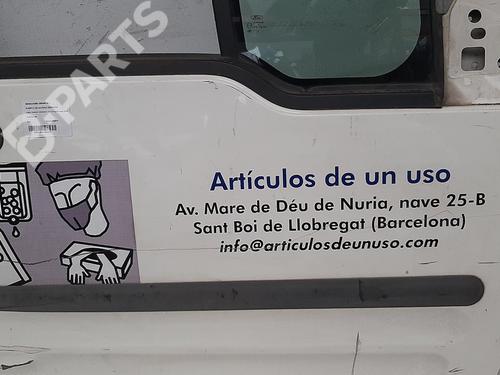 B-PARTS
Artículos de un uso
Av. Mare de Déu de Nuria, nave 25-B
Sant Boi de Llobregat (Barcelona)
info@articulosdeunuso.com